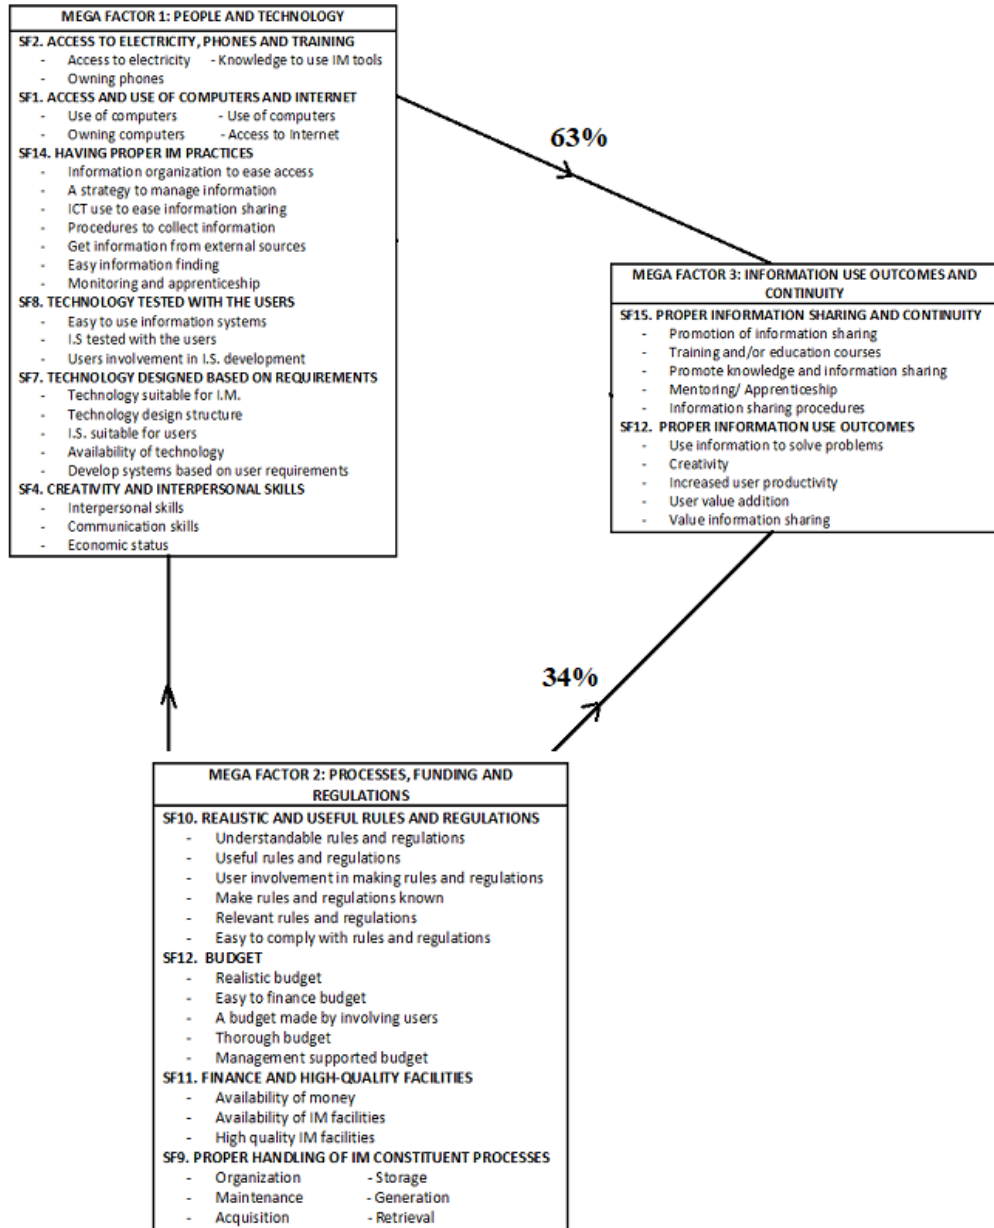 MEGA FACTOR 1: PEOPLE AND TECHNOLOGY
SF2. ACCESS TO ELECTRICITY, PHONES AND TRAINING
- Access to electricity - Knowledge to use IM tools
- Owning phones
SF1. ACCESS AND USE OF COMPUTERS AND INTERNET
- Use of computers - Use of computers
- Owning computers - Access to Internet
SF14. HAVING PROPER IM PRACTICES
- Information organization to ease access
- A strategy to manage information
- ICT use to ease information sharing
- Procedures to collect information
- Get information from external sources
- Easy information finding
- Monitoring and apprenticeship
SF8. TECHNOLOGY TESTED WITH THE USERS
- Easy to use information systems
- I.S tested with the users
- Users involvement in I.S. development
SF7. TECHNOLOGY DESIGNED BASED ON REQUIREMENTS
- Technology suitable for I.M.
- Technology design structure
- I.S. suitable for users
- Availability of technology
- Develop systems based on user requirements
SF4. CREATIVITY AND INTERPERSONAL SKILLS
- Interpersonal skills
- Communication skills
- Economic status
63%
MEGA FACTOR 3: INFORMATION USE OUTCOMES AND
CONTINUITY
SF15. PROPER INFORMATION SHARING AND CONTINUITY
- Promotion of information sharing
- Training and/or education courses
- Promote knowledge and information sharing
- Mentoring/ Apprenticeship
- Information sharing procedures
SF12. PROPER INFORMATION USE OUTCOMES
- Use information to solve problems
- Creativity
- Increased user productivity
- User value addition
- Value information sharing
34%
MEGA FACTOR 2: PROCESSES, FUNDING AND
REGULATIONS
SF10. REALISTIC AND USEFUL RULES AND REGULATIONS
- Understandable rules and regulations
- Useful rules and regulations
- User involvement in making rules and regulations
- Make rules and regulations known
- Relevant rules and regulations
- Easy to comply with rules and regulations
SF12. BUDGET
- Realistic budget
- Easy to finance budget
- A budget made by involving users
- Thorough budget
- Management supported budget
SF11. FINANCE AND HIGH-QUALITY FACILITIES
- Availability of money
- Availability of IM facilities
- High quality IM facilities
SF9. PROPER HANDLING OF IM CONSTITUENT PROCESSES
- Organization - Storage
- Maintenance - Generation
- Acquisition - Retrieval